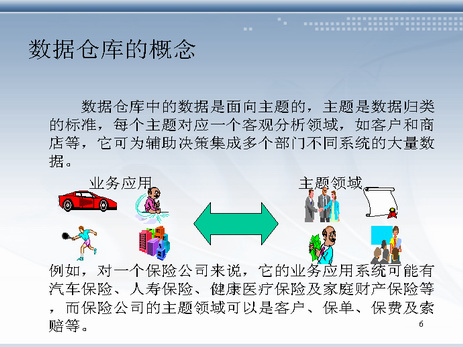 数据仓库的概念
数据仓库中的数据是面向主题的，主题是数据归类
的标准，每个主题对应一个客观分析领域，如客户和商
店等，它可为辅助决策集成多个部门不同系统的大量数
据。
业务应用 主题领域
例如，对一个保险公司来说，它的业务应用系统可能有
汽车保险、人寿保险、健康医疗保险及家庭财产保险等
，而保险公司的主题领域可以是客户、保单、保费及索
赔等。
6